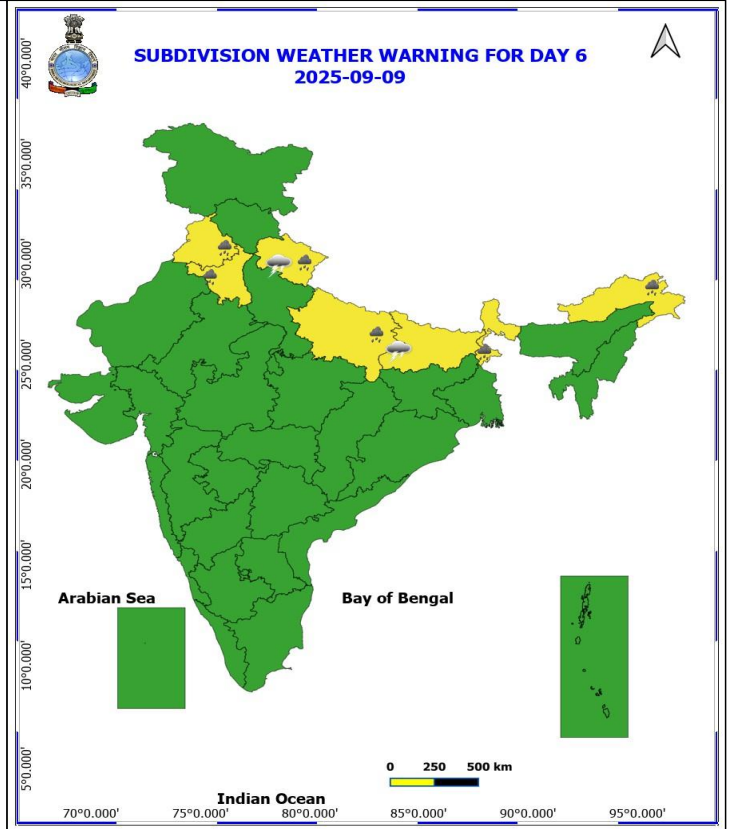 SUBDIVISION WEATHER WARNING FOR DAY 6
2025-09-09
40°0.000'
35°0.000'
30°0.000'
25°0.000'
20°0.000'
15°0.000'
10°0.000'
5°0.000'
Arabian Sea
Bay of Bengal
0 250 500 km
Indian Ocean
70°0.000' 75°0.000' 80°0.000' 85°0.000' 90°0.000' 95°0.000'